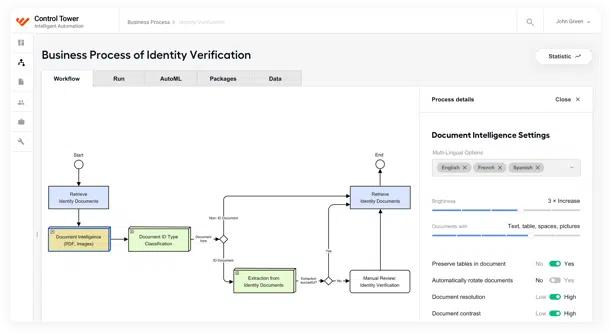 Control Tower
Intelligent Automation
Business Process
Identity Verification
John Green
Business Process of Identity Verification
Statistic
Workflow
Run
AutoML
Packages
Data
Process details
Close ×
Start
End
Document Intelligence Settings
Multi-Lingual Options
English ×
French ×
Spanish ×
Retrieve
Identity Documents
Retrieve
Identity Documents
Brightness
3 × Increase
Non- ID Document
Document Intelligence
(PDF, Images)
Document ID Type
Classification
Document
type
Documents with
Text, table, spaces, pictures
Yes
ID Document
Preserve tables in document
No
Yes
Extraction from
Identity Documents
Extraction
successful?
No
Manual Review:
Identity Verification
Automatically rotate documents
No
Yes
Document resolution
Low
High
Document contrast
Low
High